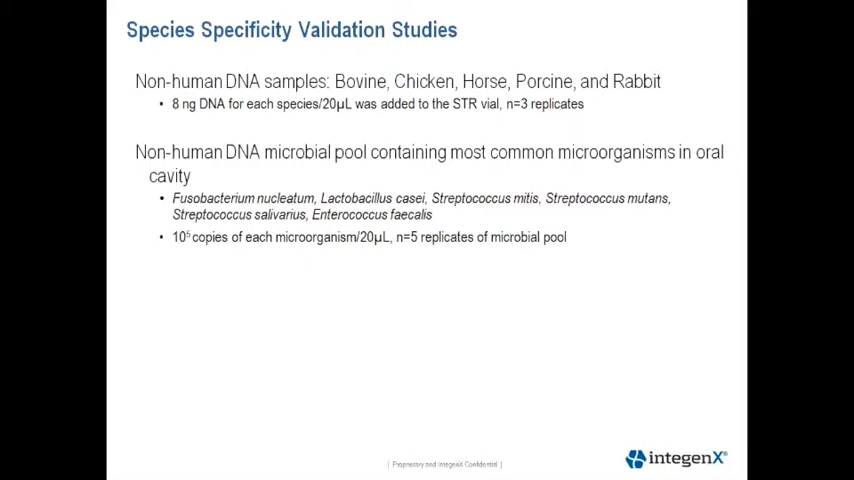 Species Specificity Validation Studies
Non-human DNA samples: Bovine, Chicken, Horse, Porcine, and Rabbit
• 8 ng DNA for each species/20µL was added to the STR vial, n=3 replicates
Non-human DNA microbial pool containing most common microorganisms in oral
cavity
• Fusobacterium nucleatum, Lactobacillus casei, Streptococcus mitis, Streptococcus mutans,
Streptococcus salivarius, Enterococcus faecalis
• 10⁵ copies of each microorganism/20µL, n=5 replicates of microbial pool
| Proprietary and IntegenX Confidential |
integenX®